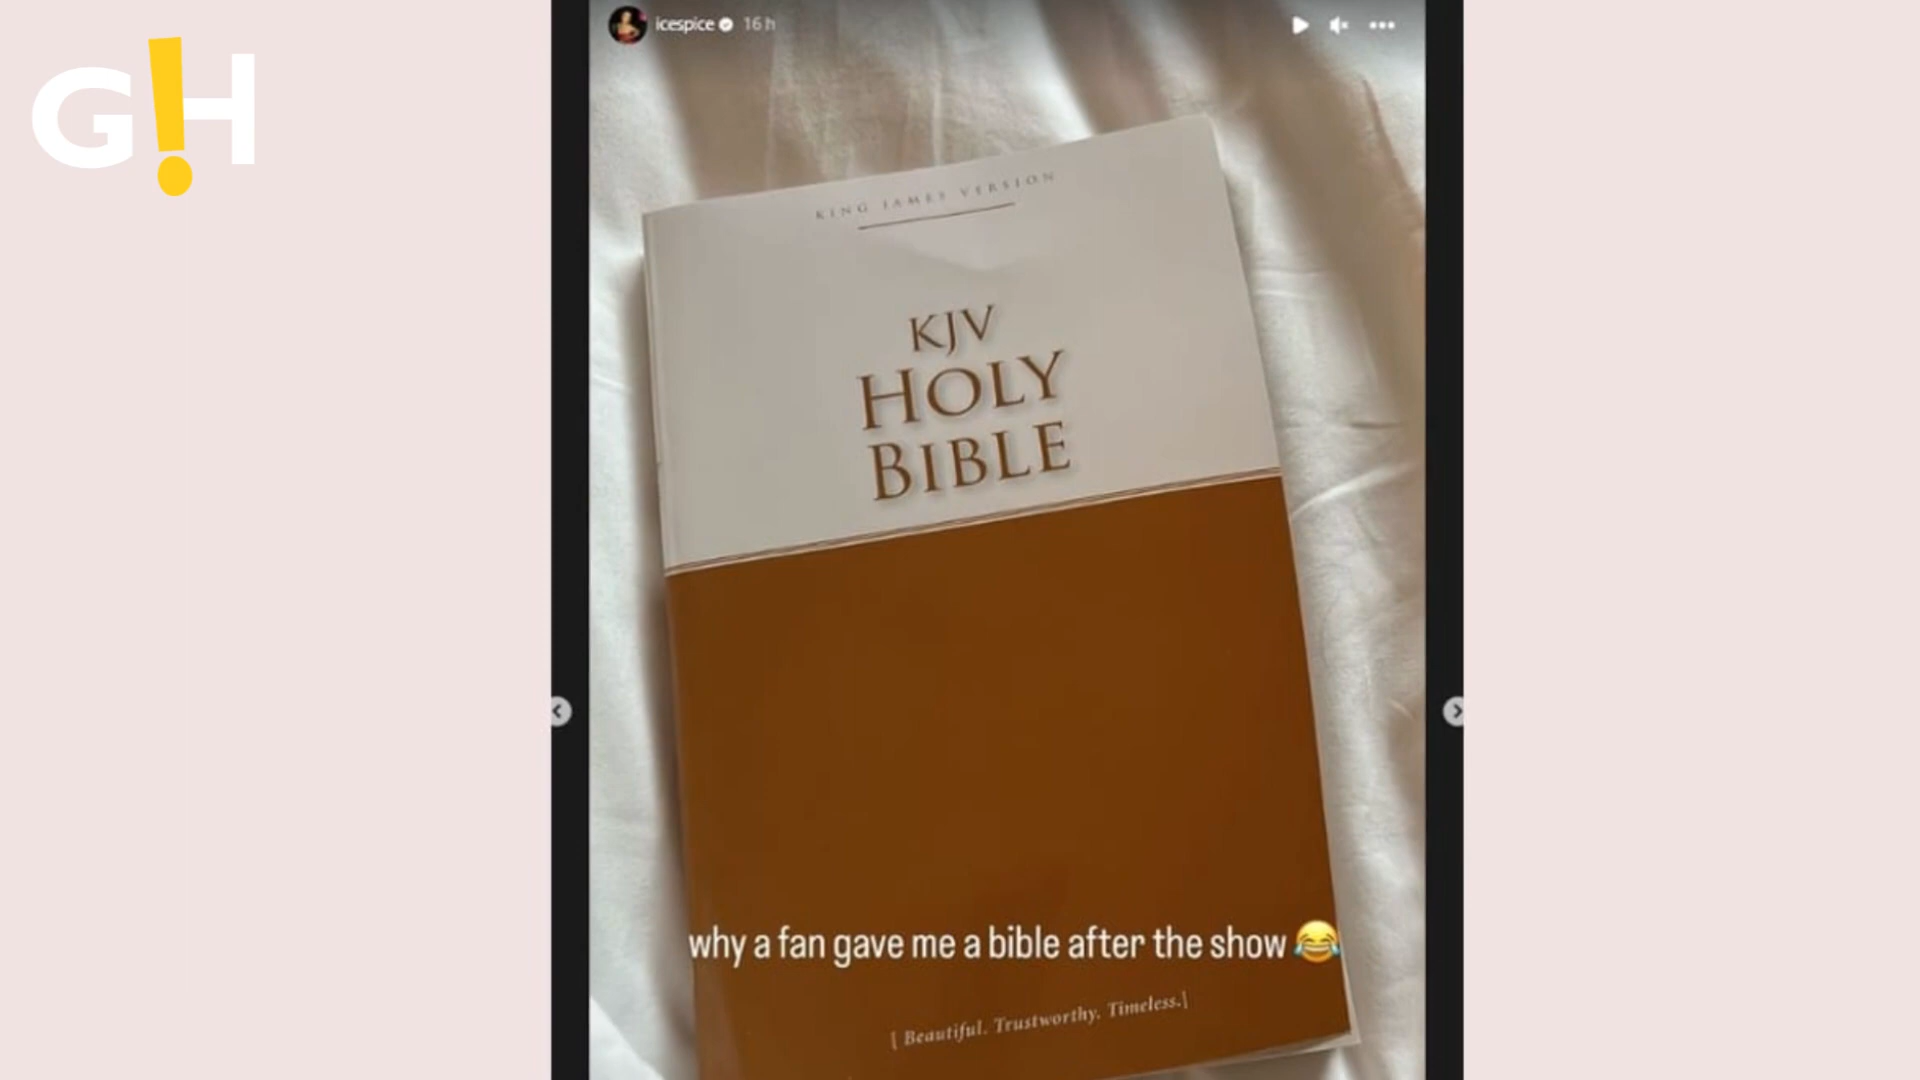 G!H
icespice 16 h
KING JAMES VERSION
KJV
HOLY
BIBLE
why a fan gave me a bible after the show 😂
[ Beautiful. Trustworthy. Timeless.]